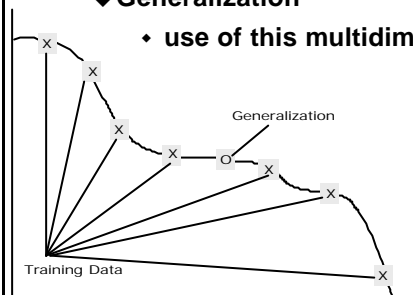 ◆Generalization
◆ use of this multidim
Generalization
X
X
X
X
O
X
X
X
Training Data